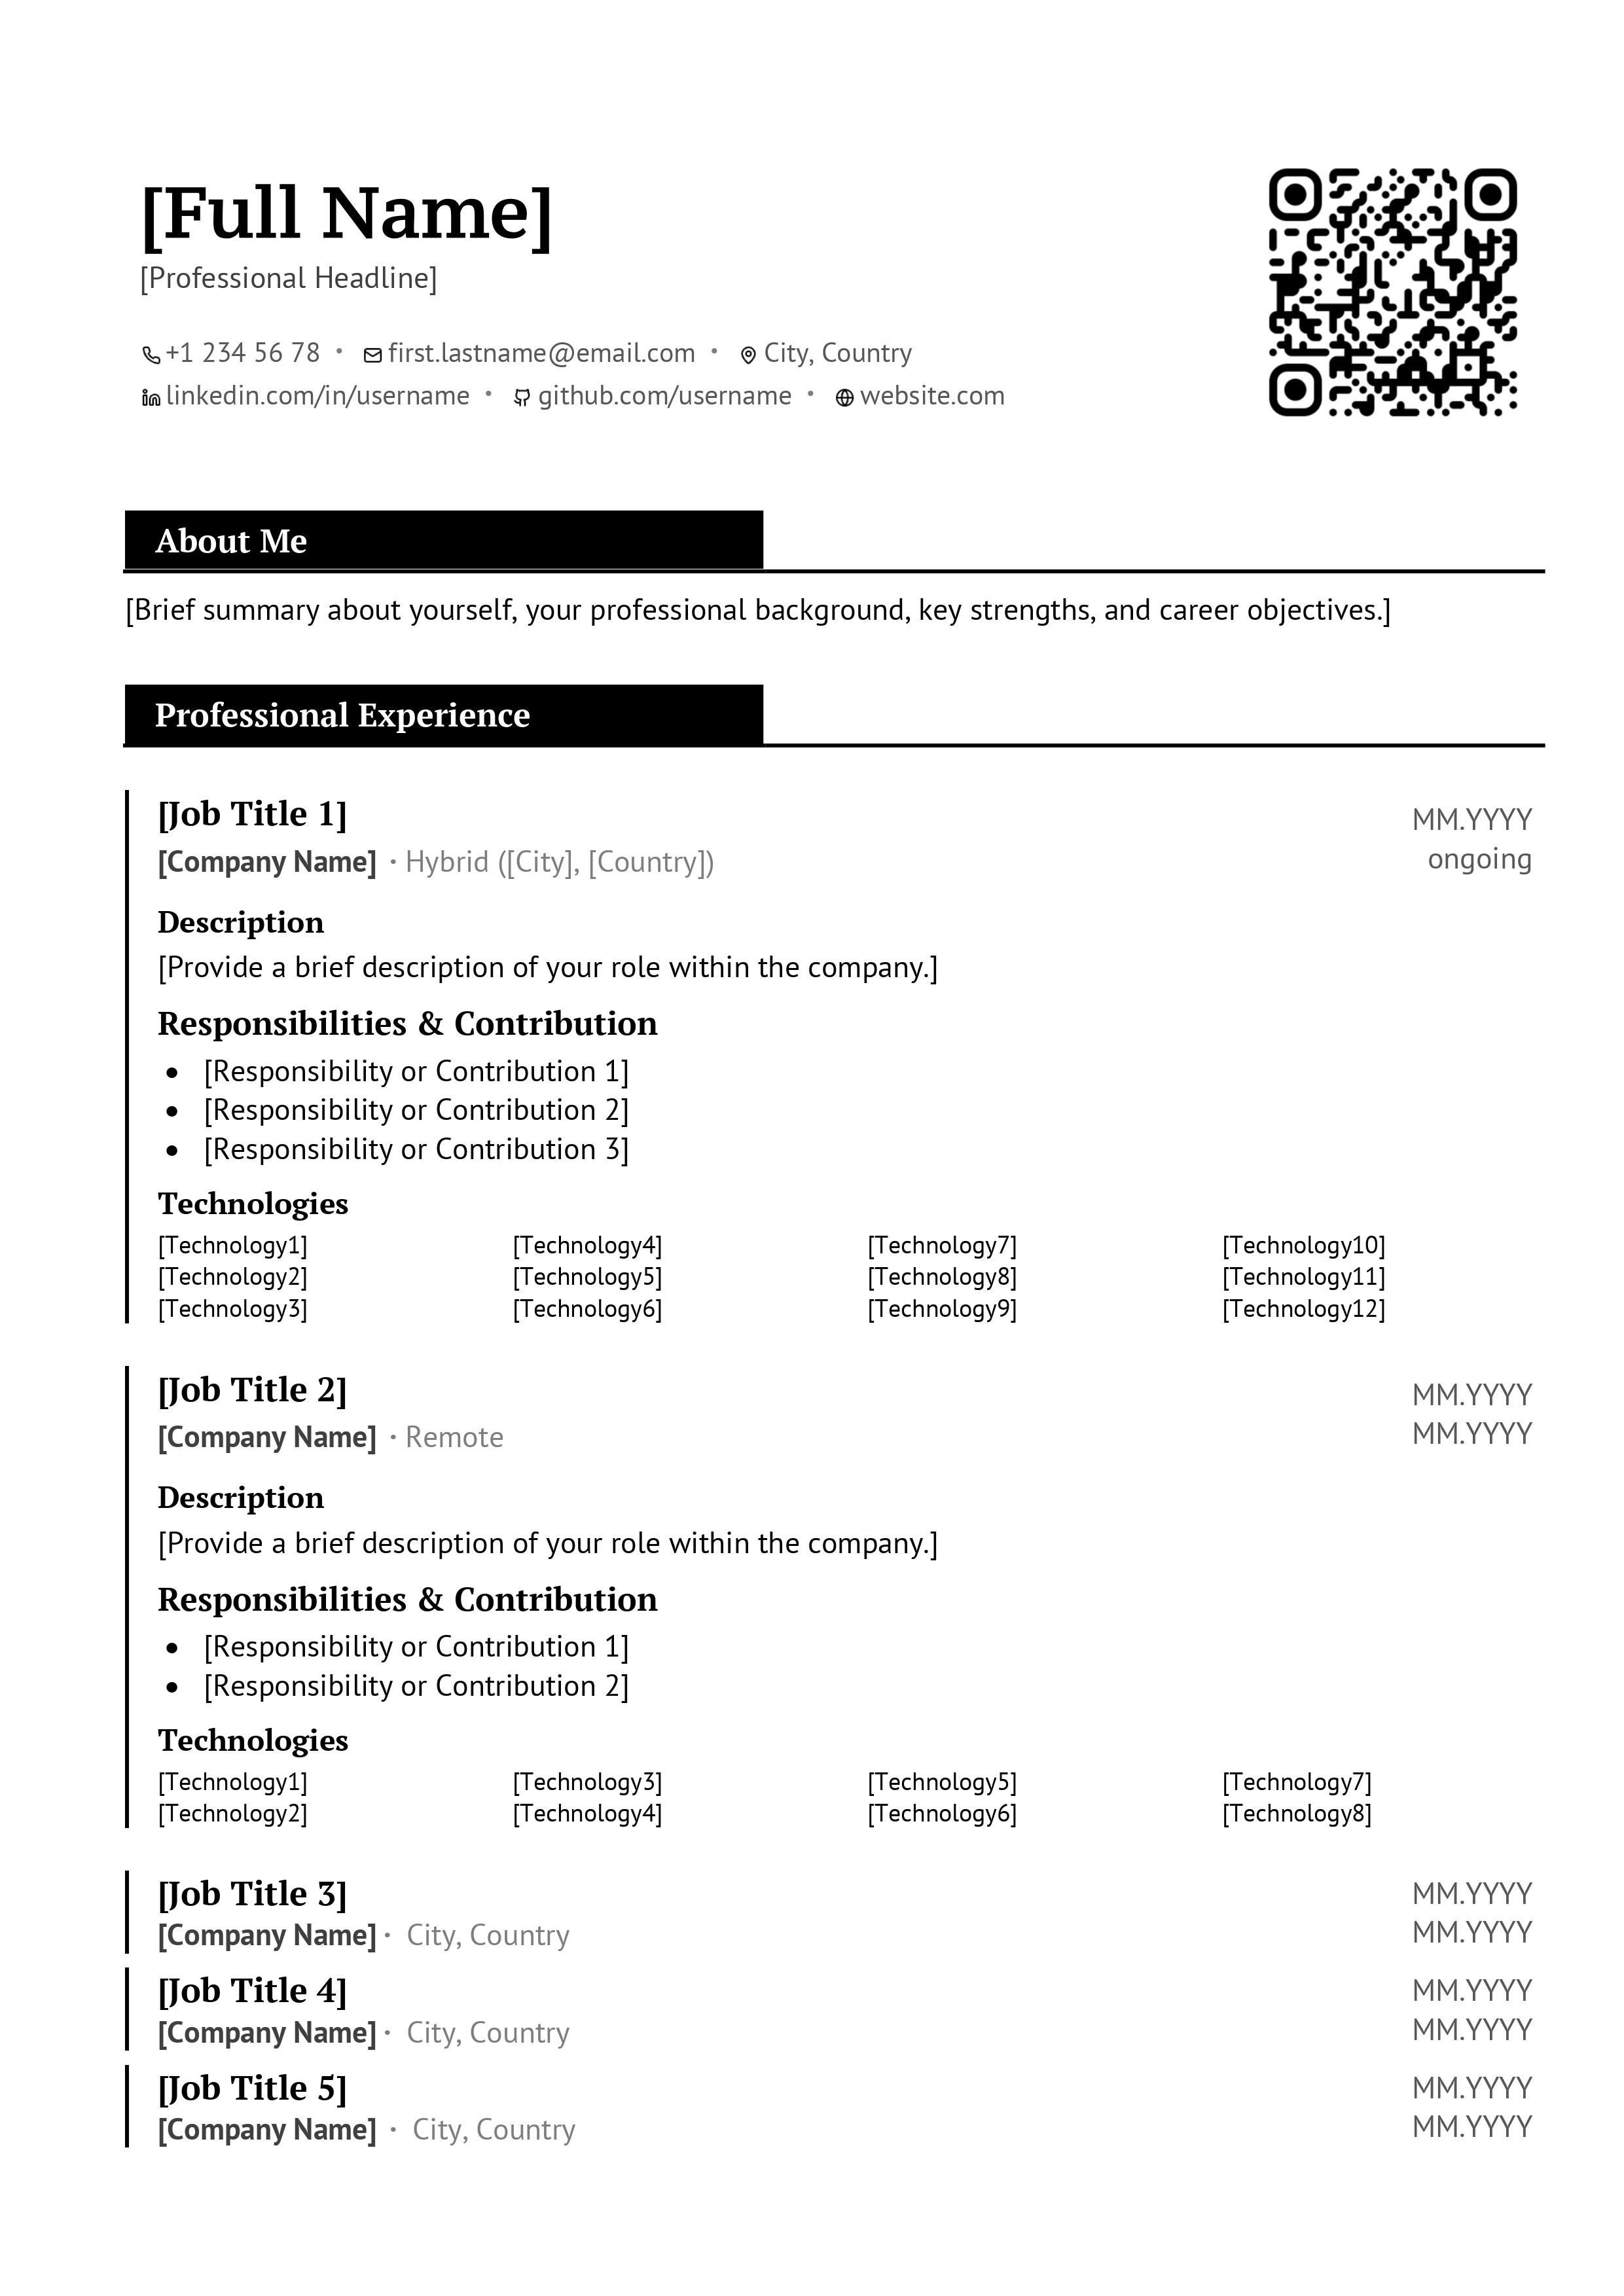 [Full Name]
[Professional Headline]
+1 234 56 78 • first.lastname@email.com • City, Country
linkedin.com/in/username • github.com/username • website.com
About Me
[Brief summary about yourself, your professional background, key strengths, and career objectives.]
Professional Experience
[Job Title 1]
MM.YYYY
[Company Name] · Hybrid ([City], [Country])
ongoing
Description
[Provide a brief description of your role within the company.]
Responsibilities & Contribution
• [Responsibility or Contribution 1]
• [Responsibility or Contribution 2]
• [Responsibility or Contribution 3]
Technologies
[Technology1] [Technology4] [Technology7] [Technology10]
[Technology2] [Technology5] [Technology8] [Technology11]
[Technology3] [Technology6] [Technology9] [Technology12]
[Job Title 2]
MM.YYYY
[Company Name] · Remote
MM.YYYY
Description
[Provide a brief description of your role within the company.]
Responsibilities & Contribution
• [Responsibility or Contribution 1]
• [Responsibility or Contribution 2]
Technologies
[Technology1] [Technology3] [Technology5] [Technology7]
[Technology2] [Technology4] [Technology6] [Technology8]
[Job Title 3]
MM.YYYY
[Company Name] · City, Country
MM.YYYY
[Job Title 4]
MM.YYYY
[Company Name] · City, Country
MM.YYYY
[Job Title 5]
MM.YYYY
[Company Name] · City, Country
MM.YYYY